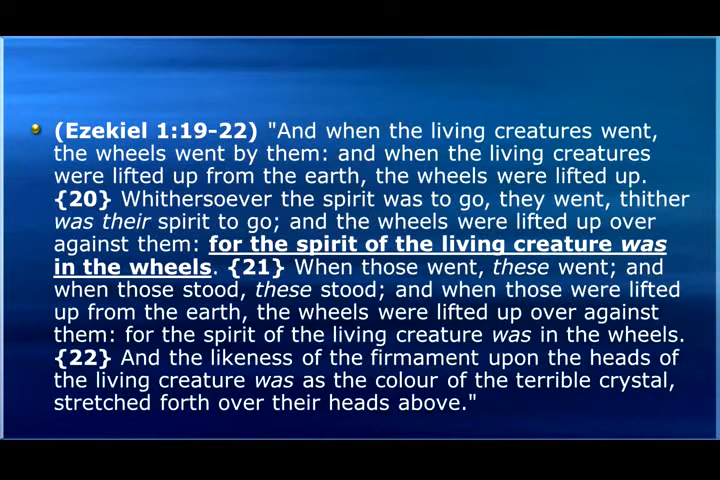 (Ezekiel 1:19-22) "And when the living creatures went,
the wheels went by them: and when the living creatures
were lifted up from the earth, the wheels were lifted up.
{20} Whithersoever the spirit was to go, they went, thither
was their spirit to go; and the wheels were lifted up over
against them: for the spirit of the living creature was
in the wheels. {21} When those went, these went; and
when those stood, these stood; and when those were lifted
up from the earth, the wheels were lifted up over against
them: for the spirit of the living creature was in the wheels.
{22} And the likeness of the firmament upon the heads of
the living creature was as the colour of the terrible crystal,
stretched forth over their heads above."